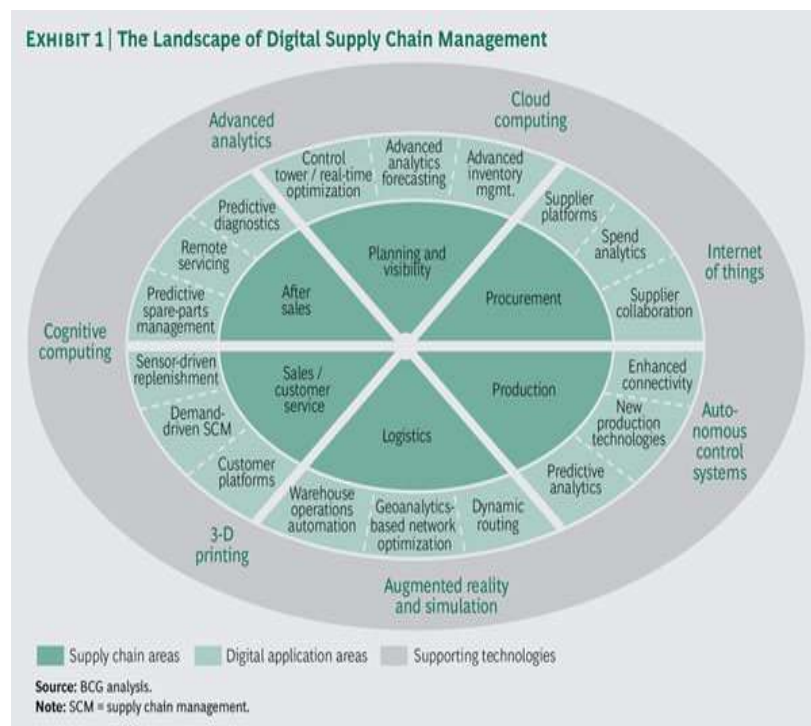 EXHIBIT 1 | The Landscape of Digital Supply Chain Management
Cloud
computing
Advanced
analytics
Control
tower / real-time
optimization
Advanced
analytics
forecasting
Advanced
inventory
mgmt.
Predictive
diagnostics
Supplier
platforms
Remote
servicing
Spend
analytics
Internet
of things
Planning and
visibility
After
sales
Procurement
Predictive
spare-parts
management
Supplier
collaboration
Cognitive
computing
Sensor-driven
replenishment
Enhanced
connectivity
Sales /
customer
service
Production
Demand-
driven SCM
New
production
technologies
Auto-
nomous
control
systems
Logistics
Customer
platforms
Predictive
analytics
Warehouse
operations
automation
Geoanalytics-
based network
optimization
Dynamic
routing
3-D
printing
Augmented reality
and simulation
Supply chain areas
Digital application areas
Supporting technologies
Source: BCG analysis.
Note: SCM = supply chain management.